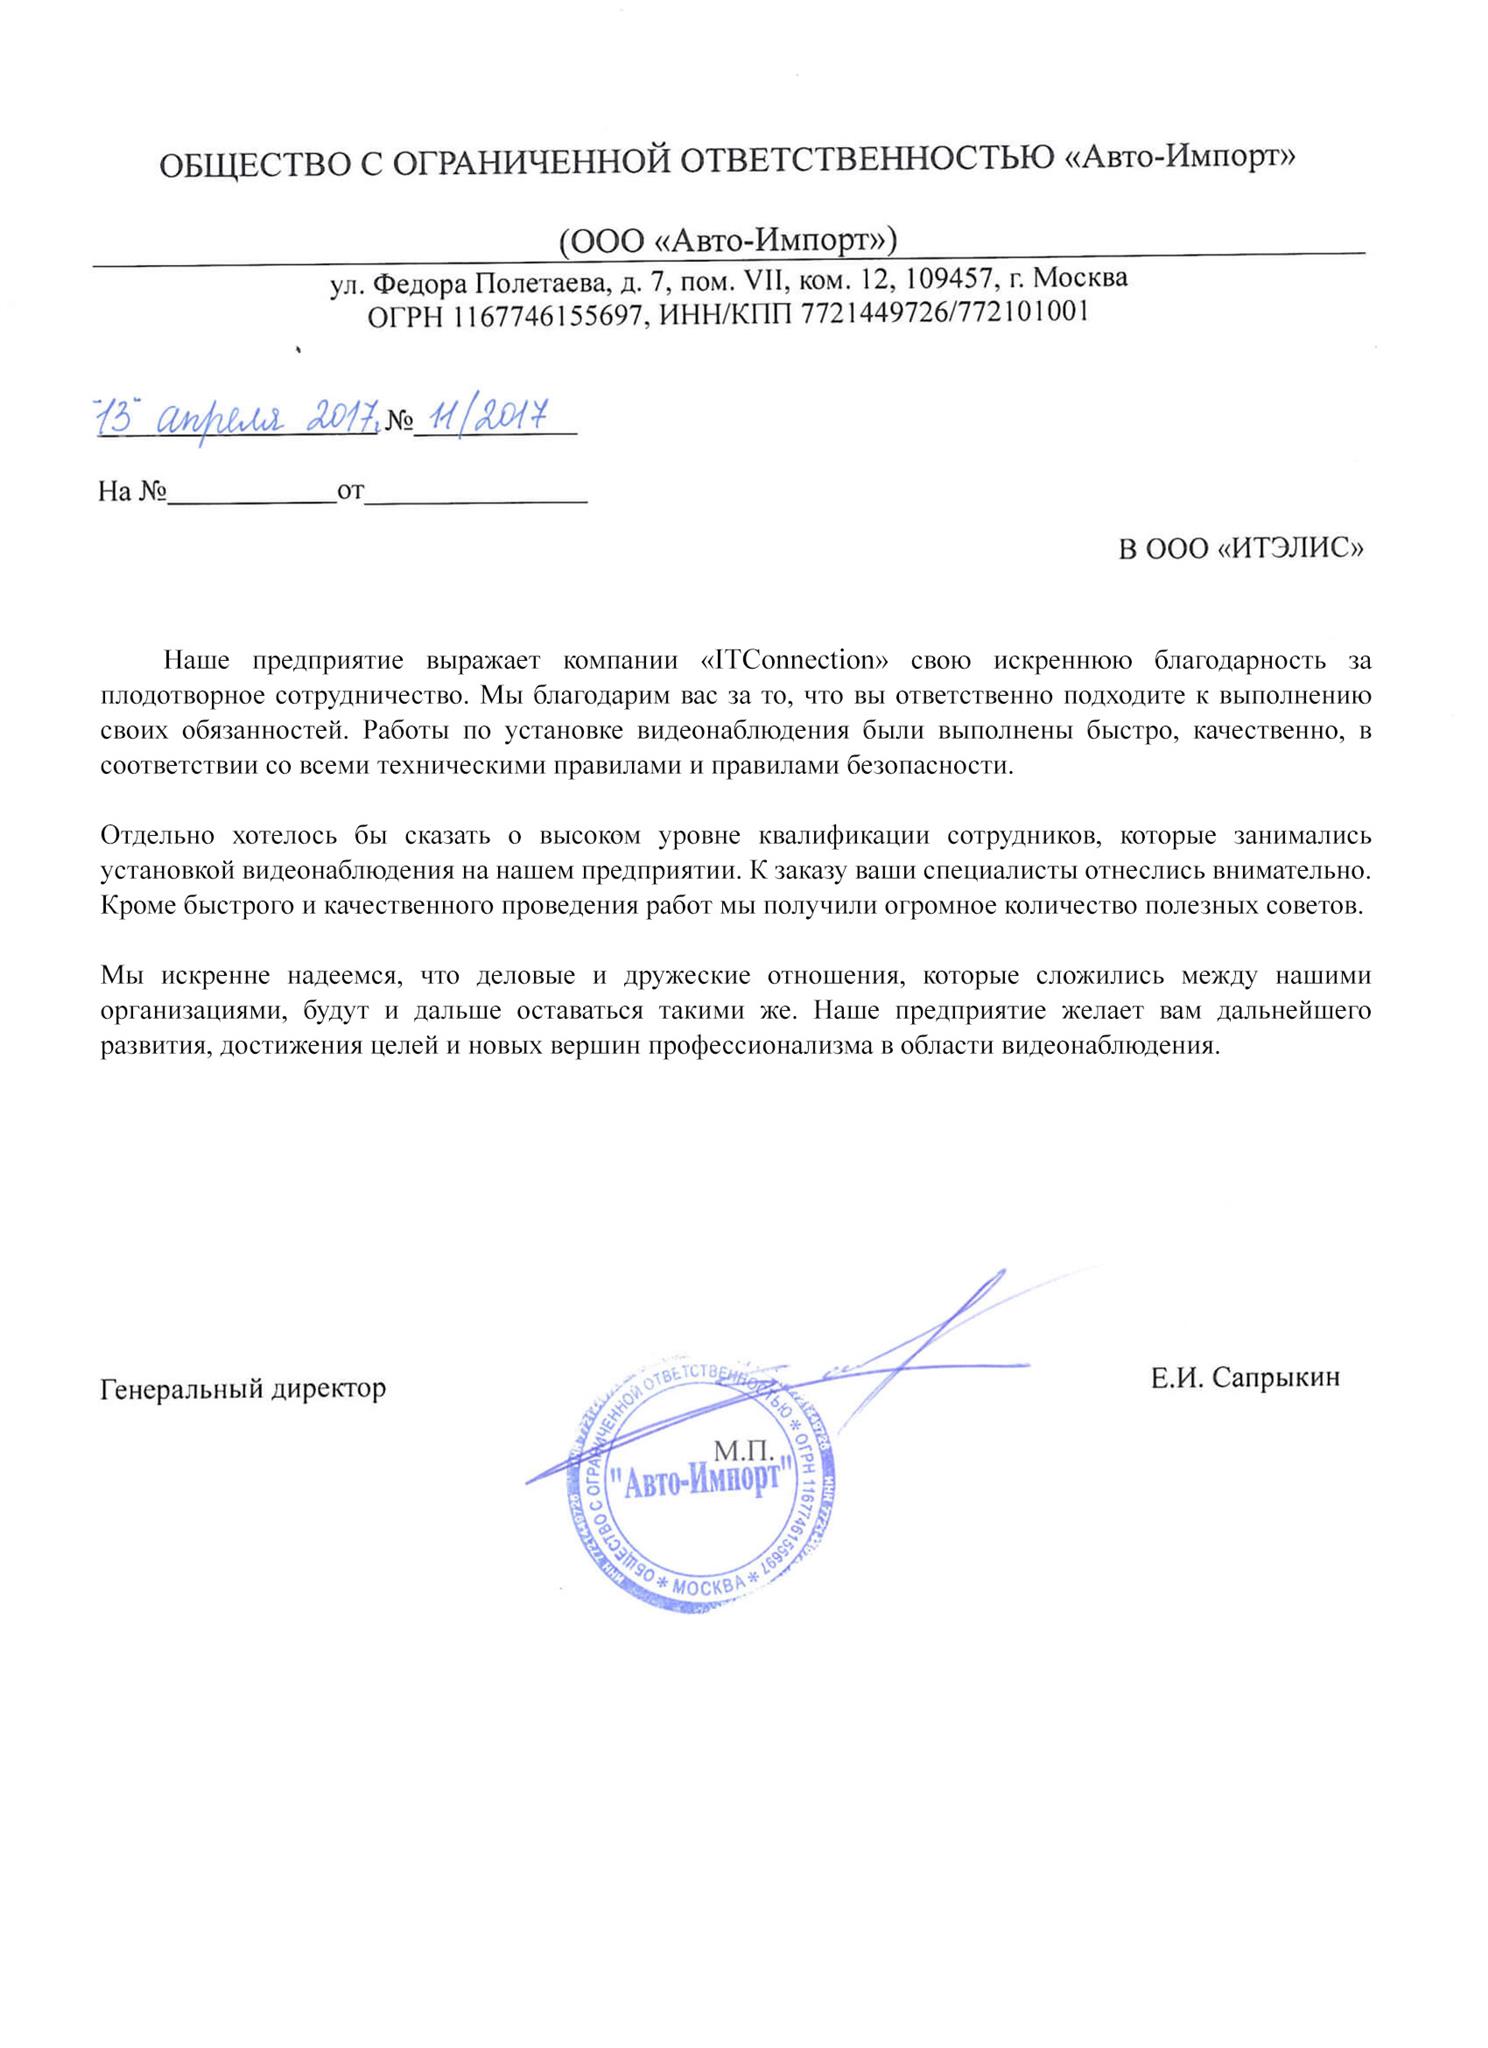 ОБЩЕСТВО С ОГРАНИЧЕННОЙ ОТВЕТСТВЕННОСТЬЮ «Авто-Импорт»
(ООО «Авто-Импорт»)
ул. Федора Полетаева, д. 7, пом. VII, ком. 12, 109457, г. Москва
ОГРН 1167746155697, ИНН/КПП 7721449726/772101001
"13" апреля 2017г. № 11/2017
На №____________от________________
В ООО «ИТЭЛИС»
Наше предприятие выражает компании «ITConnection» свою искреннюю благодарность за
плодотворное сотрудничество. Мы благодарим вас за то, что вы ответственно подходите к выполнению
своих обязанностей. Работы по установке видеонаблюдения были выполнены быстро, качественно, в
соответствии со всеми техническими правилами и правилами безопасности.
Отдельно хотелось бы сказать о высоком уровне квалификации сотрудников, которые занимались
установкой видеонаблюдения на нашем предприятии. К заказу ваши специалисты отнеслись внимательно.
Кроме быстрого и качественного проведения работ мы получили огромное количество полезных советов.
Мы искренне надеемся, что деловые и дружеские отношения, которые сложились между нашими
организациями, будут и дальше оставаться такими же. Наше предприятие желает вам дальнейшего
развития, достижения целей и новых вершин профессионализма в области видеонаблюдения.
Генеральный директор
Е.И. Сапрыкин
М.П.
"Авто-Импорт"
ОБЩЕСТВО С ОГРАНИЧЕННОЙ ОТВЕТСТВЕННОСТЬЮ * ОГРН 1167746155697 * МОСКВА *